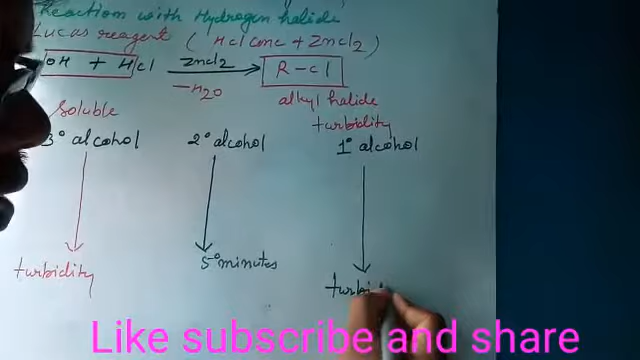 Reaction with Hydrogen halide
Lucas reagent ( HCl conc + ZnCl2 )
OH + HCl ZnCl2 R-Cl
-H2O
alkyl halide
soluble
turbidity
3° alcohol 2° alcohol 1° alcohol
turbidity
5° minutes
turbi
Like subscribe and share